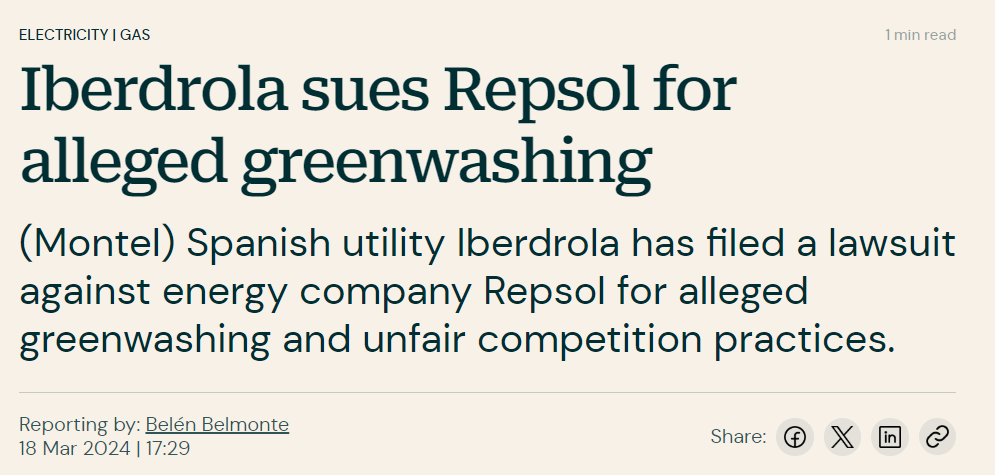 ELECTRICITY | GAS
1 min read
Iberdrola sues Repsol for
alleged greenwashing
(Montel) Spanish utility Iberdrola has filed a lawsuit
against energy company Repsol for alleged
greenwashing and unfair competition practices.
Reporting by: Belén Belmonte
18 Mar 2024 | 17:29
Share: